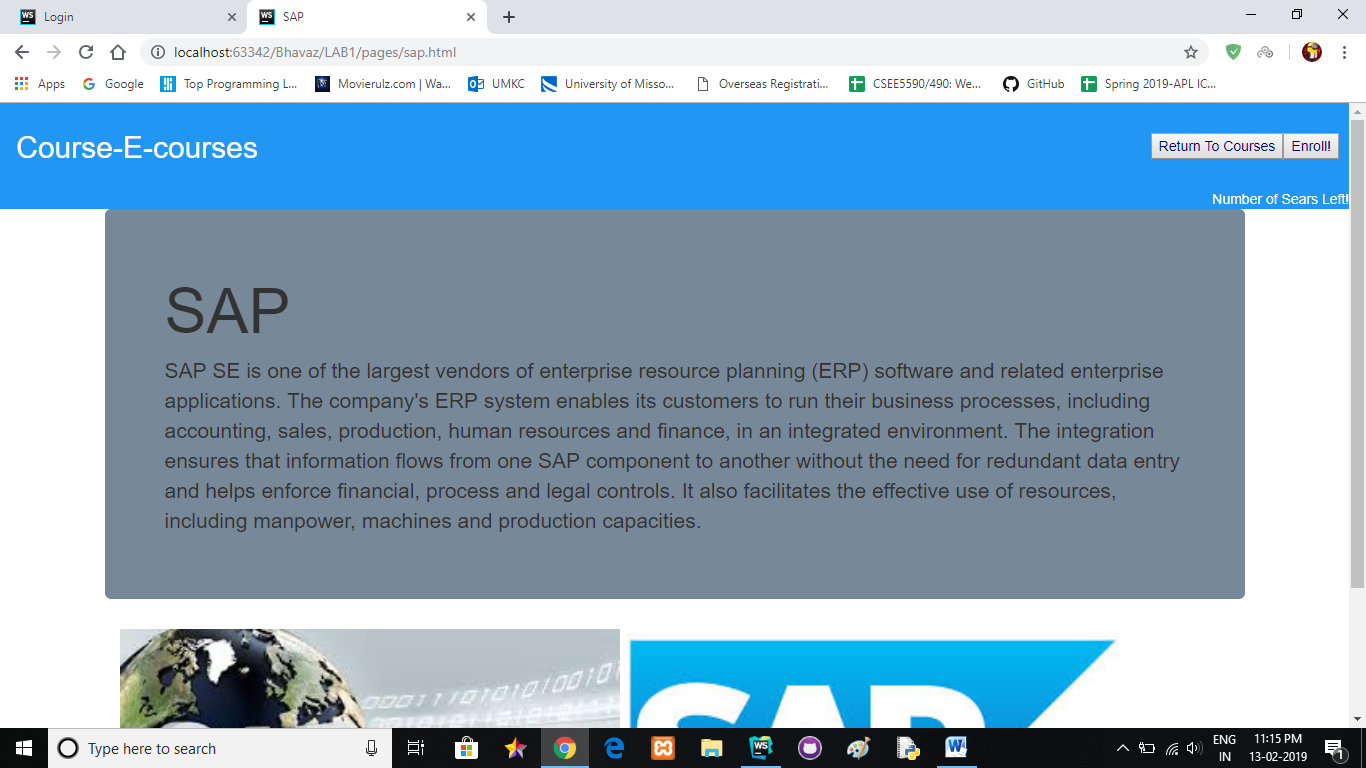 Login
SAP
localhost:63342/Bhavaz/LAB1/pages/sap.html
Apps
Google
Top Programming L...
Movierulz.com | Wa...
UMKC
University of Misso...
Overseas Registrati...
CSEE5590/490: We...
GitHub
Spring 2019-APL IC...
Course-E-courses
Return To Courses
Enroll!
Number of Sears Left!
SAP
SAP SE is one of the largest vendors of enterprise resource planning (ERP) software and related enterprise
applications. The company's ERP system enables its customers to run their business processes, including
accounting, sales, production, human resources and finance, in an integrated environment. The integration
ensures that information flows from one SAP component to another without the need for redundant data entry
and helps enforce financial, process and legal controls. It also facilitates the effective use of resources,
including manpower, machines and production capacities.
SAP
Type here to search
ENG
IN
11:15 PM
13-02-2019